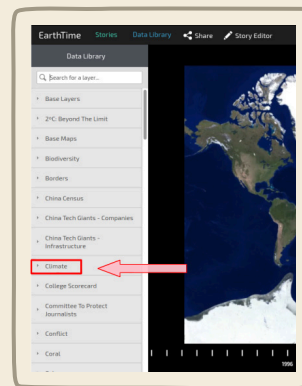 EarthTime Stories Data Library Share Story Editor
Data Library
Search for a layer...
Base Layers
2°C: Beyond The Limit
Base Maps
Biodiversity
Borders
China Census
China Tech Giants - Companies
China Tech Giants -
Infrastructure
Climate
College Scorecard
Committee To Protect
Journalists
Conflict
Coral
1996